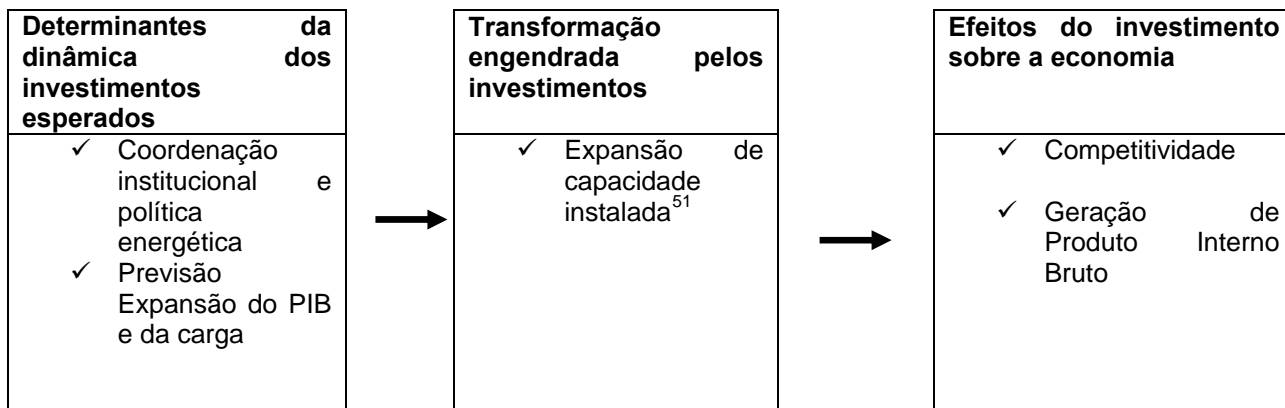 Determinantes da
dinâmica dos
investimentos
esperados
✓ Coordenação
institucional e
política
energética
✓ Previsão
Expansão do PIB
e da carga
Transformação
engendrada pelos
investimentos
✓ Expansão de
capacidade
instalada51
Efeitos do investimento
sobre a economia
✓ Competitividade
✓ Geração de
Produto Interno
Bruto